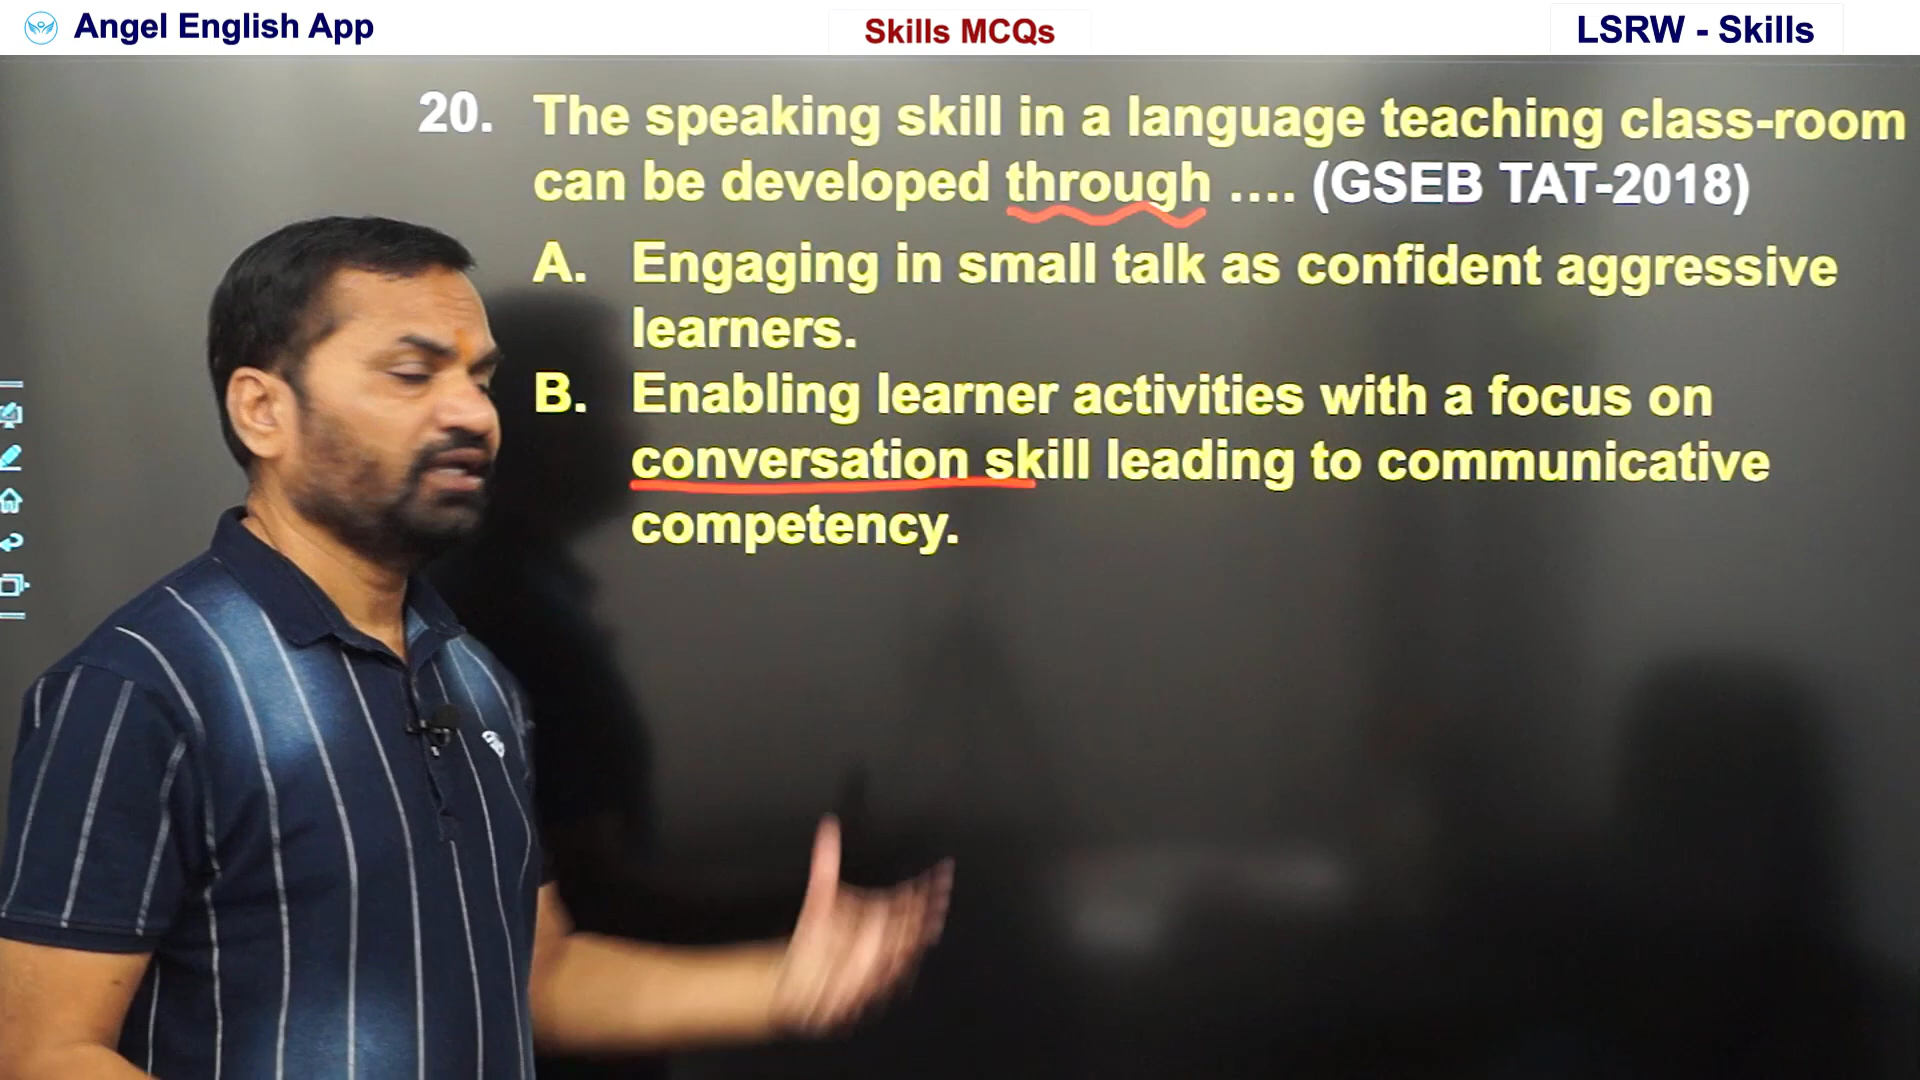 Angel English App
Skills MCQs
LSRW - Skills
20. The speaking skill in a language teaching class-room
can be developed through .... (GSEB TAT-2018)
A. Engaging in small talk as confident aggressive
learners.
B. Enabling learner activities with a focus on
conversation skill leading to communicative
competency.